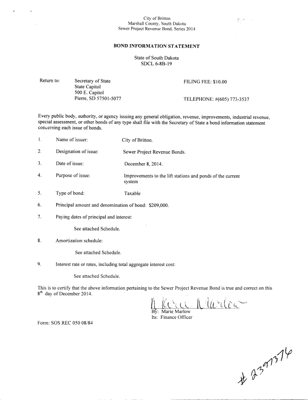 City of Britton
Marshall County, South Dakota
Sewer Project Revenue Bond, Series 2014
BOND INFORMATION STATEMENT
State of South Dakota
SDCL 6-8B-19
Return to: Secretary of State FILING FEE: $10.00
State Capitol
500 E. Capitol
Pierre, SD 57501-5077 TELEPHONE: #(605) 773-3537
Every public body, authority, or agency issuing any general obligation, revenue, improvements, industrial revenue,
special assessment, or other bonds of any type shall file with the Secretary of State a bond information statement
concerning each issue of bonds.
1. Name of issuer: City of Britton.
2. Designation of issue: Sewer Project Revenue Bonds.
3. Date of issue: December 8, 2014.
4. Purpose of issue: Improvements to the lift stations and ponds of the current
system
5. Type of bond: Taxable
6. Principal amount and denomination of bond: $209,000.
7. Paying dates of principal and interest:
See attached Schedule.
8. Amortization schedule:
See attached Schedule.
9. Interest rate or rates, including total aggregate interest cost:
See attached Schedule.
This is to certify that the above information pertaining to the Sewer Project Revenue Bond is true and correct on this
8th day of December 2014.
By: Marie Marlow
Its: Finance Officer
Form: SOS REC 050 08/84
# 2377376